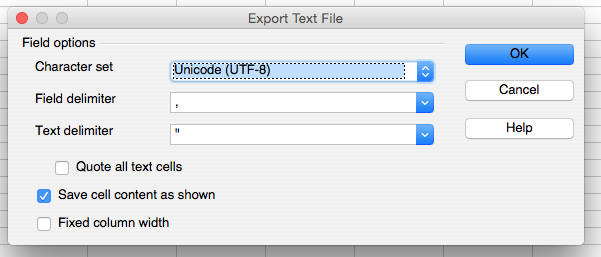 Export Text File
Field options
Character set
Unicode (UTF-8)
OK
Field delimiter
,
Cancel
Text delimiter
"
Help
Quote all text cells
Save cell content as shown
Fixed column width